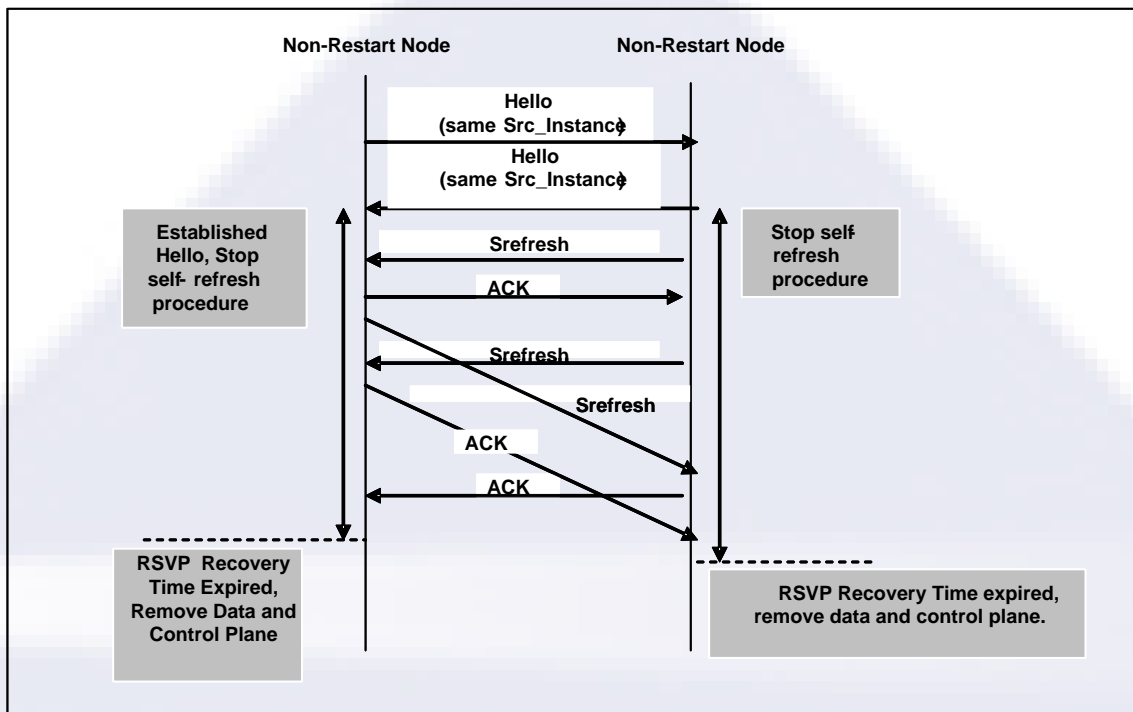 Non-Restart Node
Non-Restart Node
Hello
(same Src_Instance)
Hello
(same Src_Instance)
Established
Hello, Stop
self- refresh
procedure
Stop self-
refresh
procedure
Srefresh
ACK
Srefresh
Srefresh
ACK
ACK
RSVP Recovery
Time Expired,
Remove Data and
Control Plane
RSVP Recovery Time expired,
remove data and control plane.